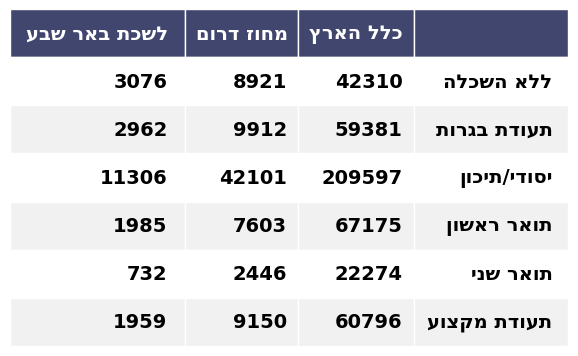 כלל הארץ מחוז דרום לשכת באר שבע
ללא השכלה 42310 8921 3076
תעודת בגרות 59381 9912 2962
יסודי/תיכון 209597 42101 11306
תואר ראשון 67175 7603 1985
תואר שני 22274 2446 732
תעודת מקצוע 60796 9150 1959